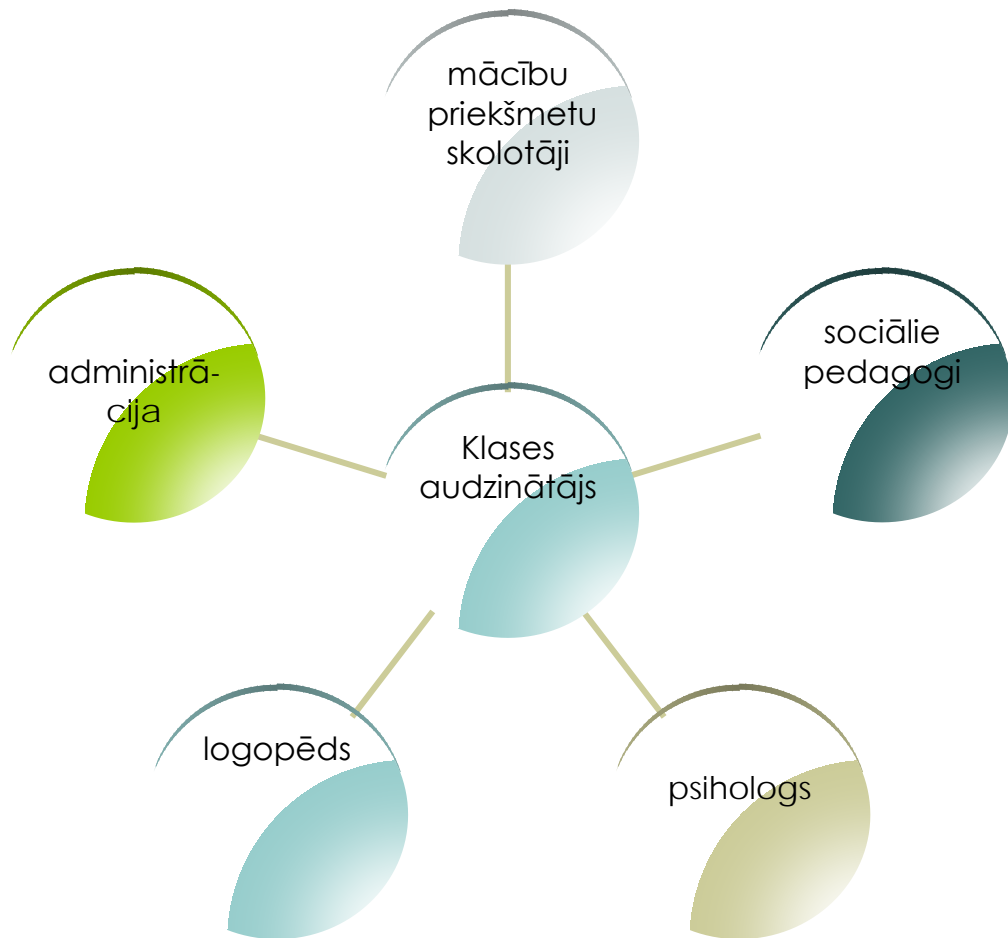 mācību
priekšmetu
skolotāji
sociālie
pedagogi
administrā-
cija
Klases
audzinātājs
logopēds
psihologs